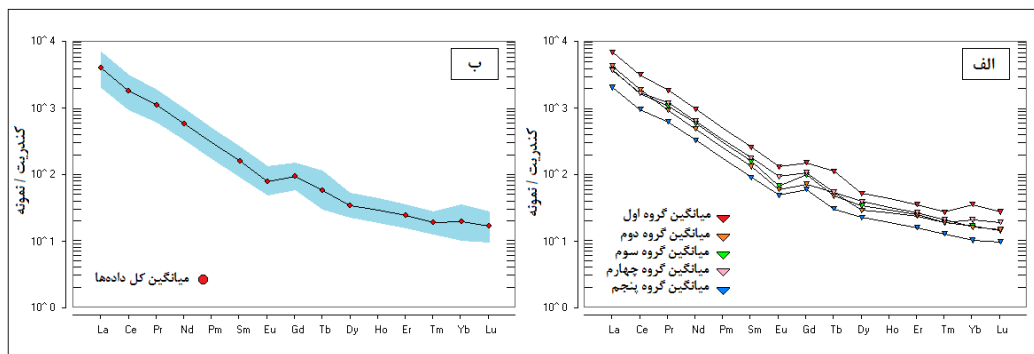 الف
10^4
10^3
10^2
10^1
10^0
کندریت / نمونه
میانگین گروه اول
میانگین گروه دوم
میانگین گروه سوم
میانگین گروه چهارم
میانگین گروه پنجم
La Ce Pr Nd Pm Sm Eu Gd Tb Dy Ho Er Tm Yb Lu
ب
10^4
10^3
10^2
10^1
10^0
کندریت / نمونه
میانگین کل داده‌ها
La Ce Pr Nd Pm Sm Eu Gd Tb Dy Ho Er Tm Yb Lu